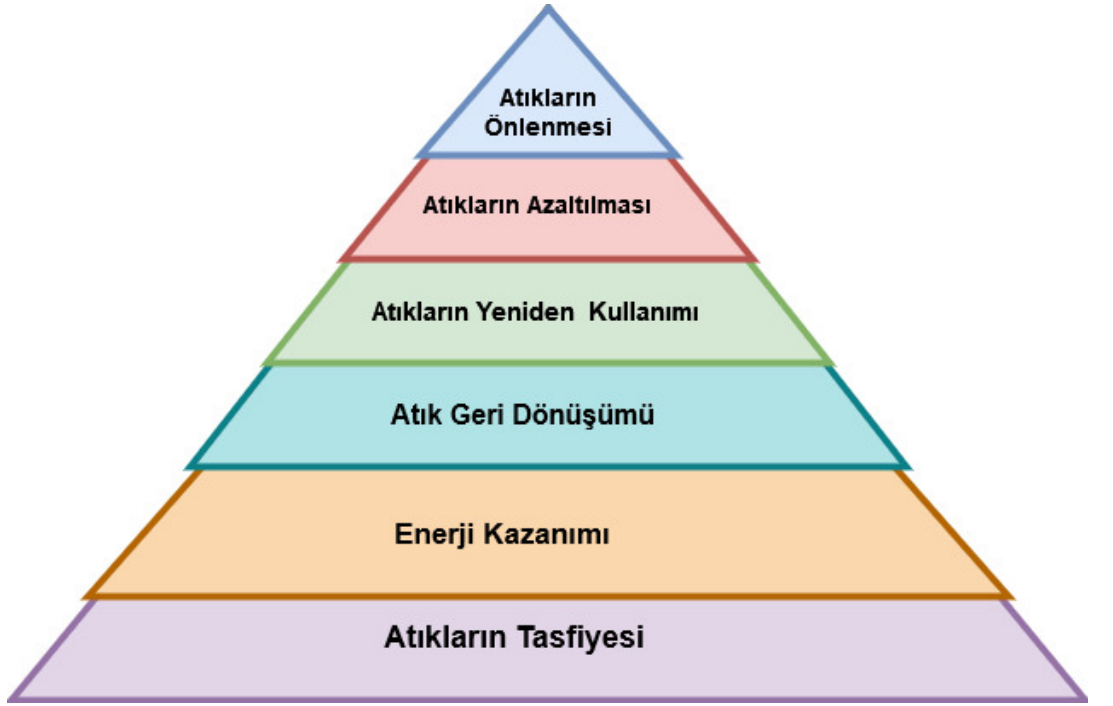 Atıkların
Önlenmesi
Atıkların Azaltılması
Atıkların Yeniden Kullanımı
Atık Geri Dönüşümü
Enerji Kazanımı
Atıkların Tasfiyesi